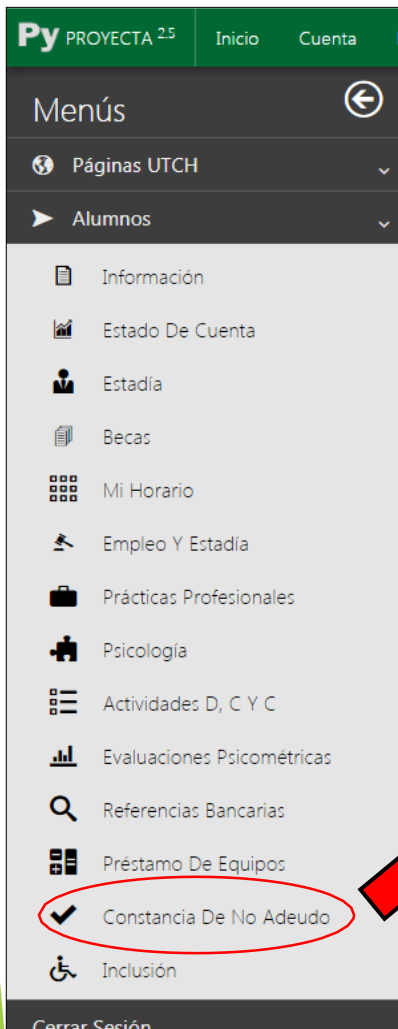 Py PROYECTA 2.5 Inicio Cuenta
Menús
Páginas UTCH
Alumnos
Información
Estado De Cuenta
Estadía
Becas
Mi Horario
Empleo Y Estadía
Prácticas Profesionales
Psicología
Actividades D, C Y C
Evaluaciones Psicométricas
Referencias Bancarias
Préstamo De Equipos
Constancia De No Adeudo
Inclusión
Cerrar Sesión